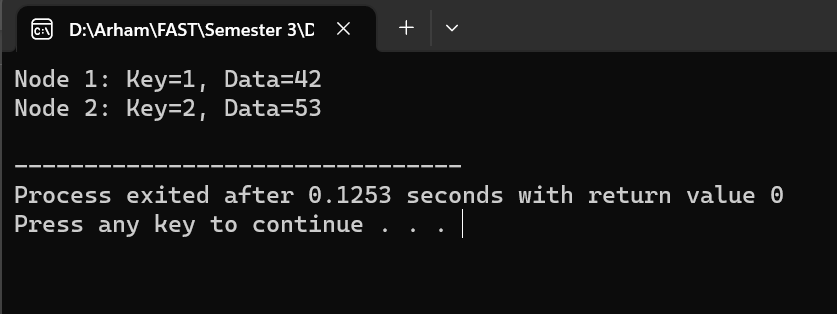 D:\Arham\FAST\Semester 3\D
Node 1: Key=1, Data=42
Node 2: Key=2, Data=53
--------------------------------
Process exited after 0.1253 seconds with return value 0
Press any key to continue . . .